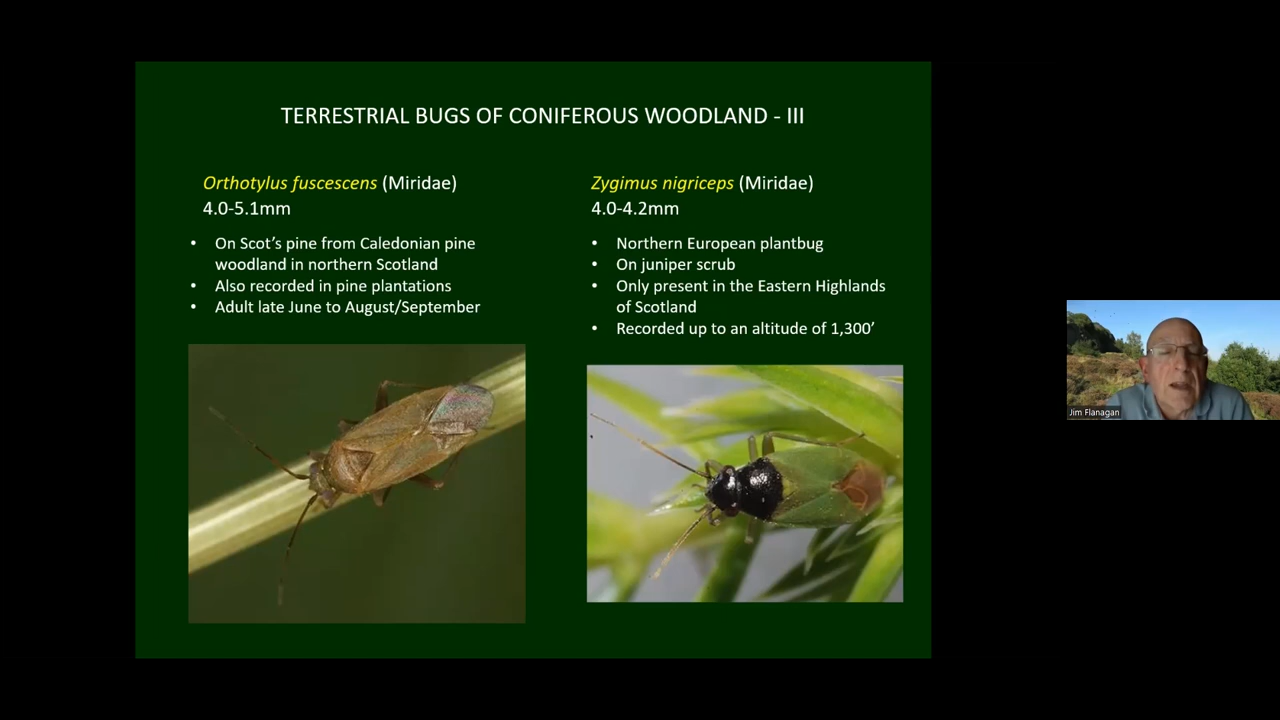 TERRESTRIAL BUGS OF CONIFEROUS WOODLAND - III
Orthotylus fuscescens (Miridae)
4.0-5.1mm
• On Scot’s pine from Caledonian pine
woodland in northern Scotland
• Also recorded in pine plantations
• Adult late June to August/September
Zygimus nigriceps (Miridae)
4.0-4.2mm
• Northern European plantbug
• On juniper scrub
• Only present in the Eastern Highlands
of Scotland
• Recorded up to an altitude of 1,300’
Jim Flanagan